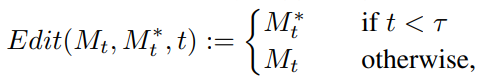 Edit(M_t, M_t^*, t) := { M_t^* if t < τ
M_t otherwise,